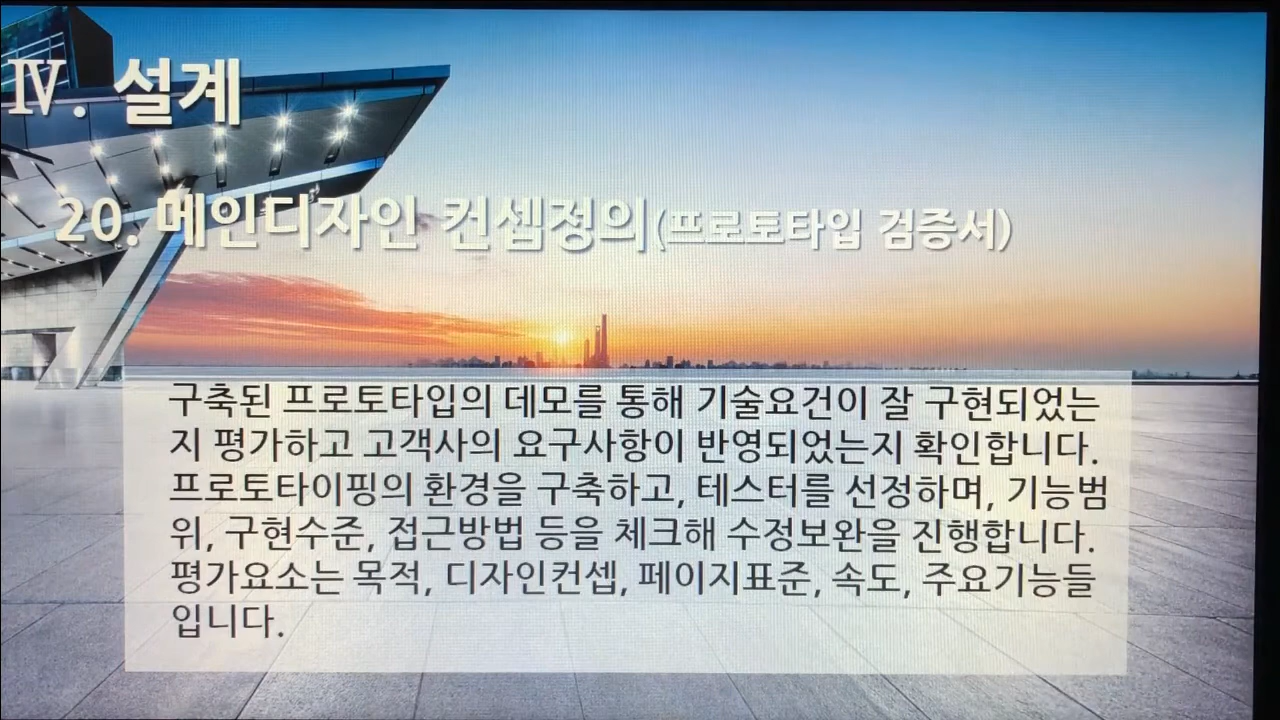 Ⅳ. 설계
20. 메인디자인 컨셉정의(프로토타입 검증서)
구축된 프로토타입의 데모를 통해 기술요건이 잘 구현되었는
지 평가하고 고객사의 요구사항이 반영되었는지 확인합니다.
프로토타이핑의 환경을 구축하고, 테스터를 선정하며, 기능범
위, 구현수준, 접근방법 등을 체크해 수정보완을 진행합니다.
평가요소는 목적, 디자인컨셉, 페이지표준, 속도, 주요기능들
입니다.